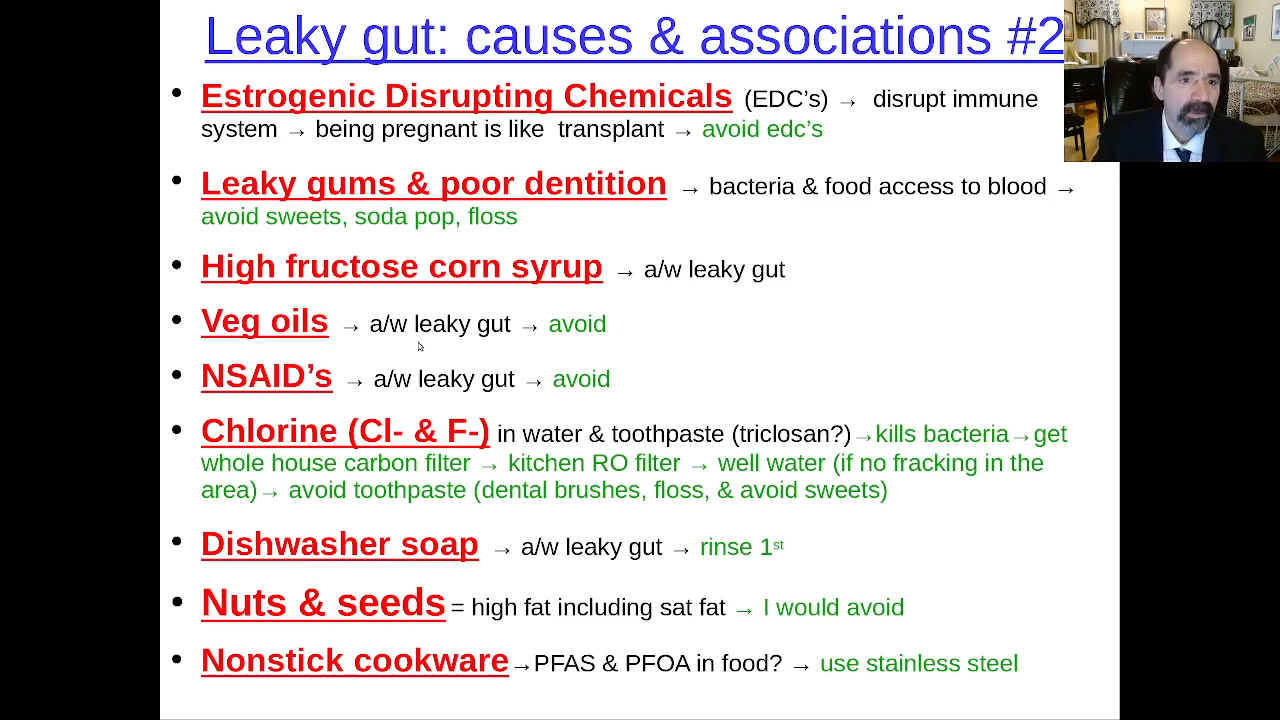 Leaky gut: causes & associations #2
• Estrogenic Disrupting Chemicals (EDC’s) → disrupt immune
system → being pregnant is like transplant → avoid edc’s
• Leaky gums & poor dentition → bacteria & food access to blood →
avoid sweets, soda pop, floss
• High fructose corn syrup → a/w leaky gut
• Veg oils → a/w leaky gut → avoid
• NSAID’s → a/w leaky gut → avoid
• Chlorine (Cl- & F-) in water & toothpaste (triclosan?)→kills bacteria→get
whole house carbon filter → kitchen RO filter → well water (if no fracking in the
area)→ avoid toothpaste (dental brushes, floss, & avoid sweets)
• Dishwasher soap → a/w leaky gut → rinse 1st
• Nuts & seeds = high fat including sat fat → I would avoid
• Nonstick cookware→PFAS & PFOA in food? → use stainless steel